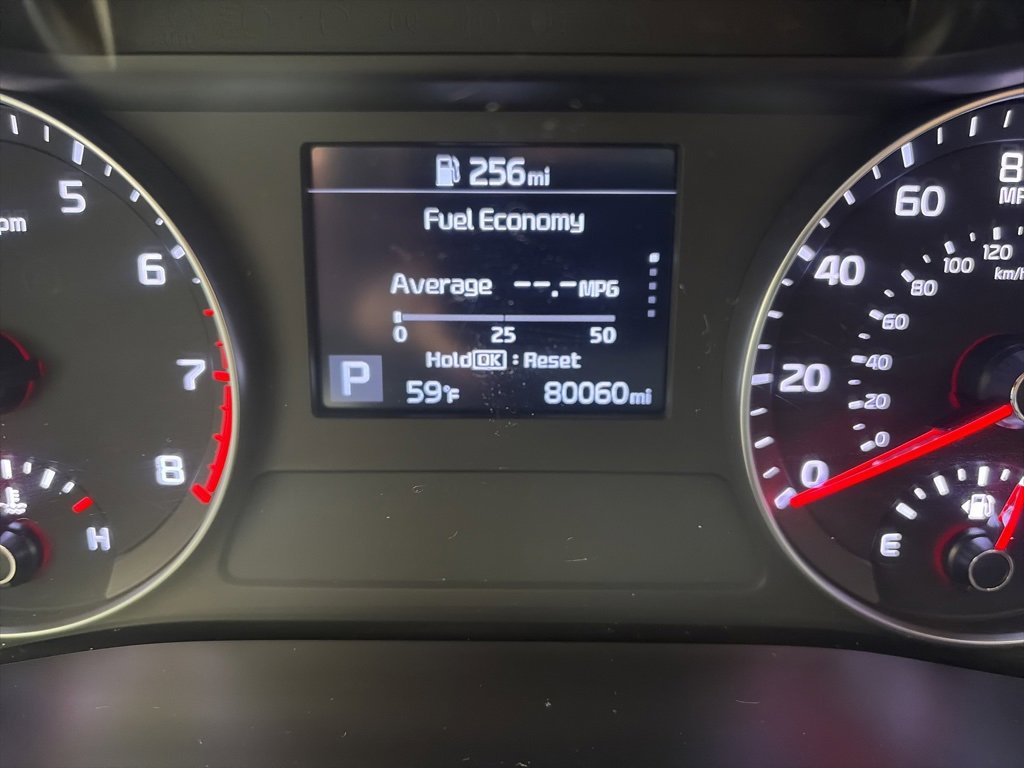 256mi
Fuel Economy
Average --.-MPG
0 25 50
Hold OK : Reset
P
59°F 80060mi
5
6
7
8
H
0
20
40
60
0
20
40
60
80
100
120
km/h
E